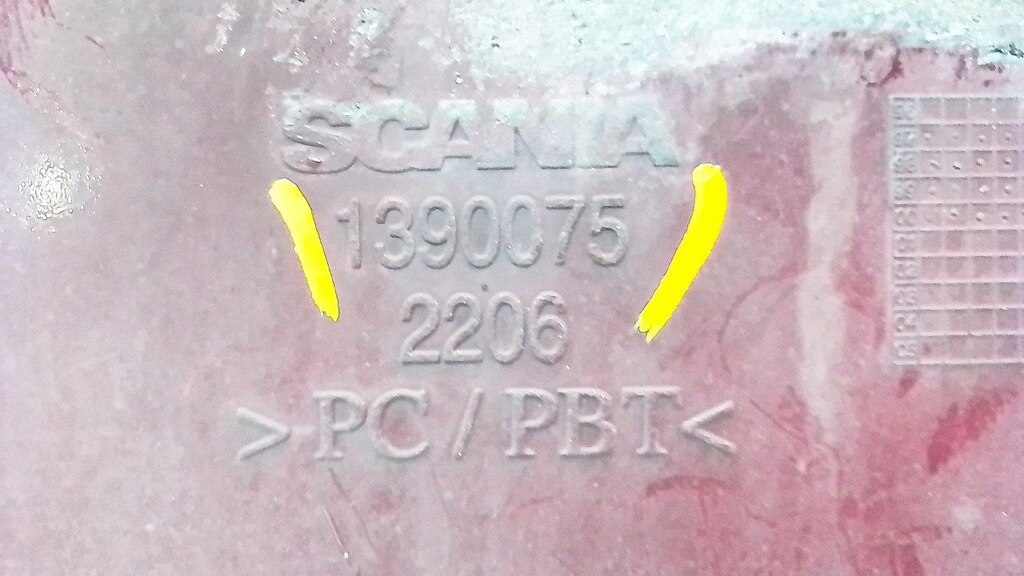 SCANIA
1390075
2206
>PC/PBT<